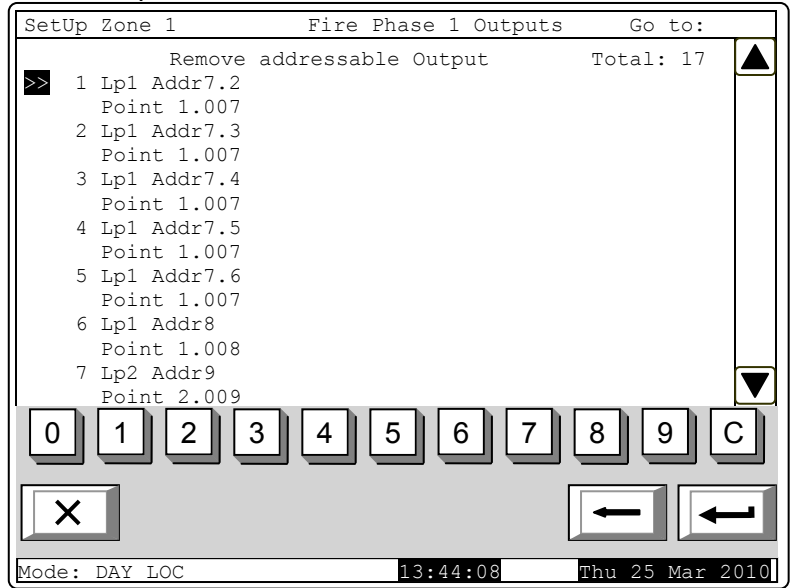 SetUp Zone 1 Fire Phase 1 Outputs Go to:
Remove addressable Output Total: 17
>> 1 Lp1 Addr7.2
Point 1.007
2 Lp1 Addr7.3
Point 1.007
3 Lp1 Addr7.4
Point 1.007
4 Lp1 Addr7.5
Point 1.007
5 Lp1 Addr7.6
Point 1.007
6 Lp1 Addr8
Point 1.008
7 Lp2 Addr9
Point 2.009
0 1 2 3 4 5 6 7 8 9 C
Mode: DAY LOC 13:44:08 Thu 25 Mar 2010